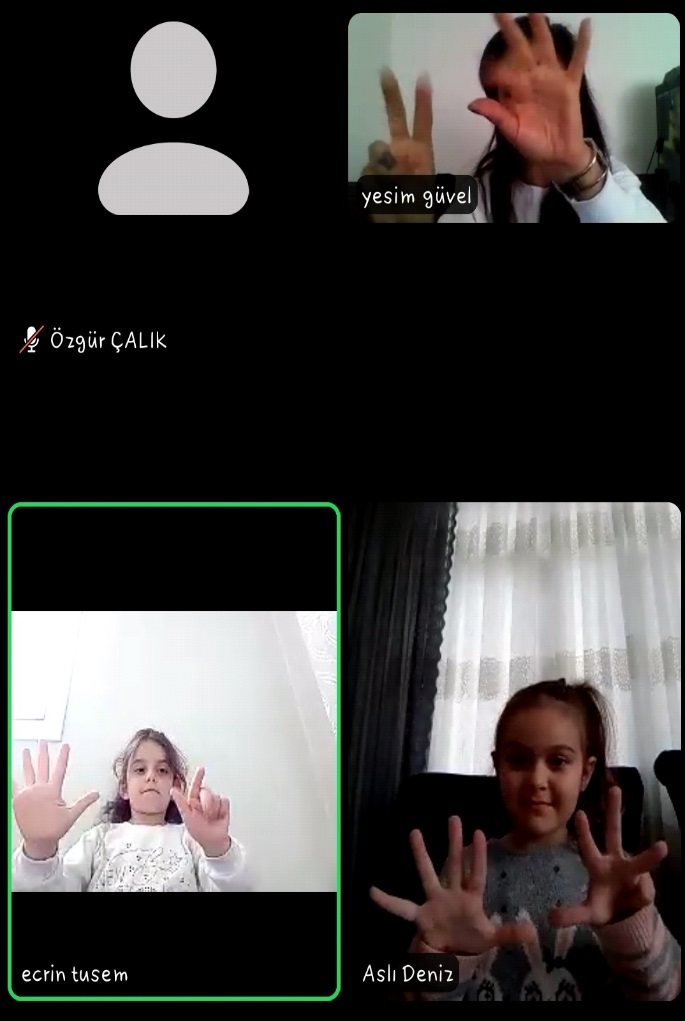 yesim güvel
Özgür ÇALIK
ecrin tusem
Aslı Deniz